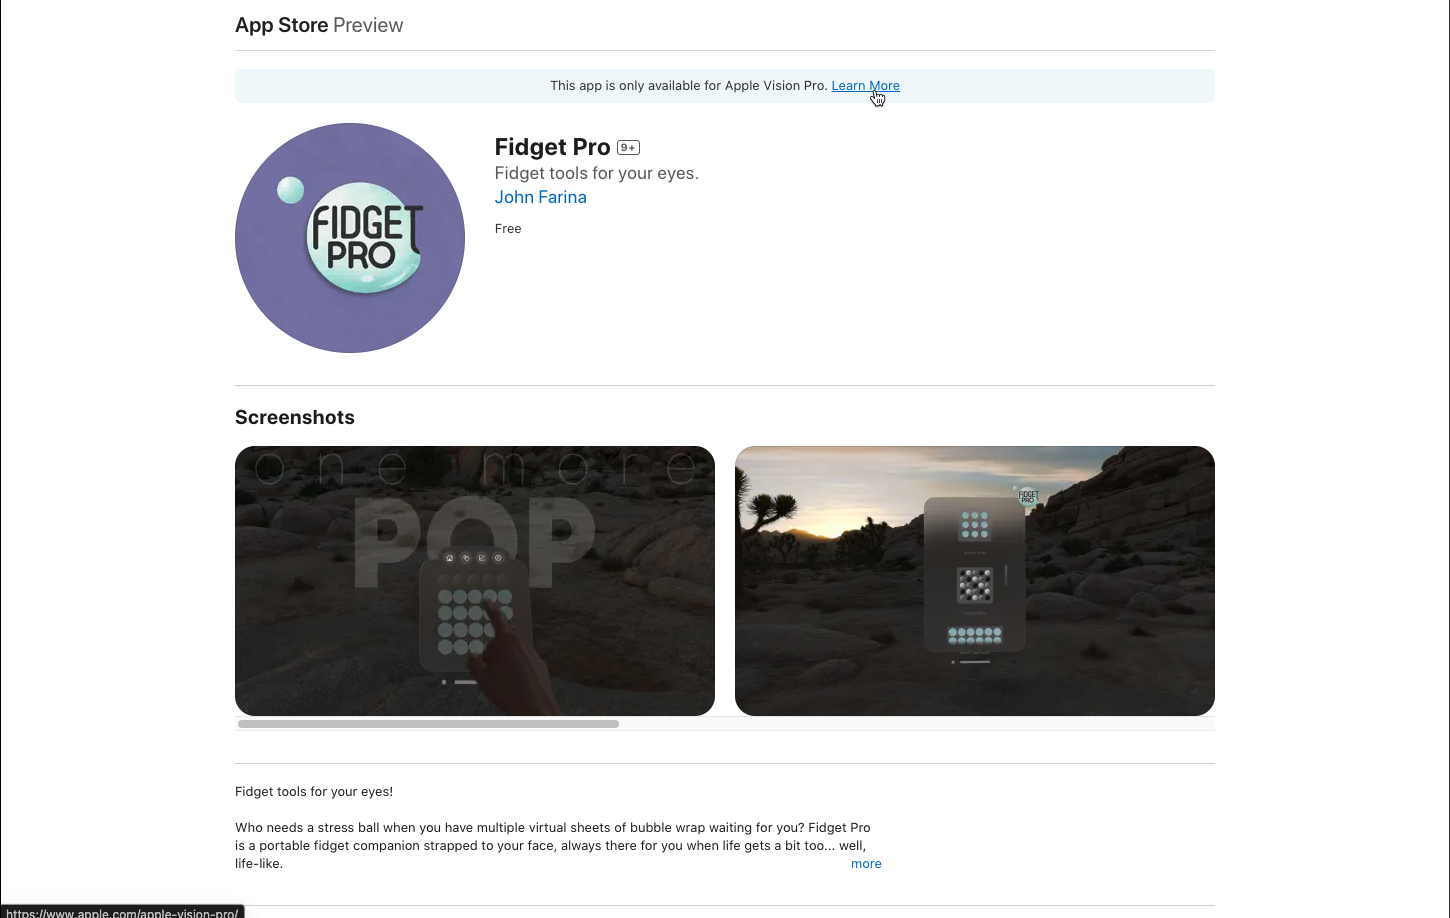 App Store Preview
This app is only available for Apple Vision Pro. Learn More
FIDGET
PRO
Fidget Pro 9+
Fidget tools for your eyes.
John Farina
Free
Screenshots
one more
POP
FIDGET
PRO
Fidget tools for your eyes!
Who needs a stress ball when you have multiple virtual sheets of bubble wrap waiting for you? Fidget Pro
is a portable fidget companion strapped to your face, always there for you when life gets a bit too... well,
life-like.
more
https://www.apple.com/apple-vision-pro/